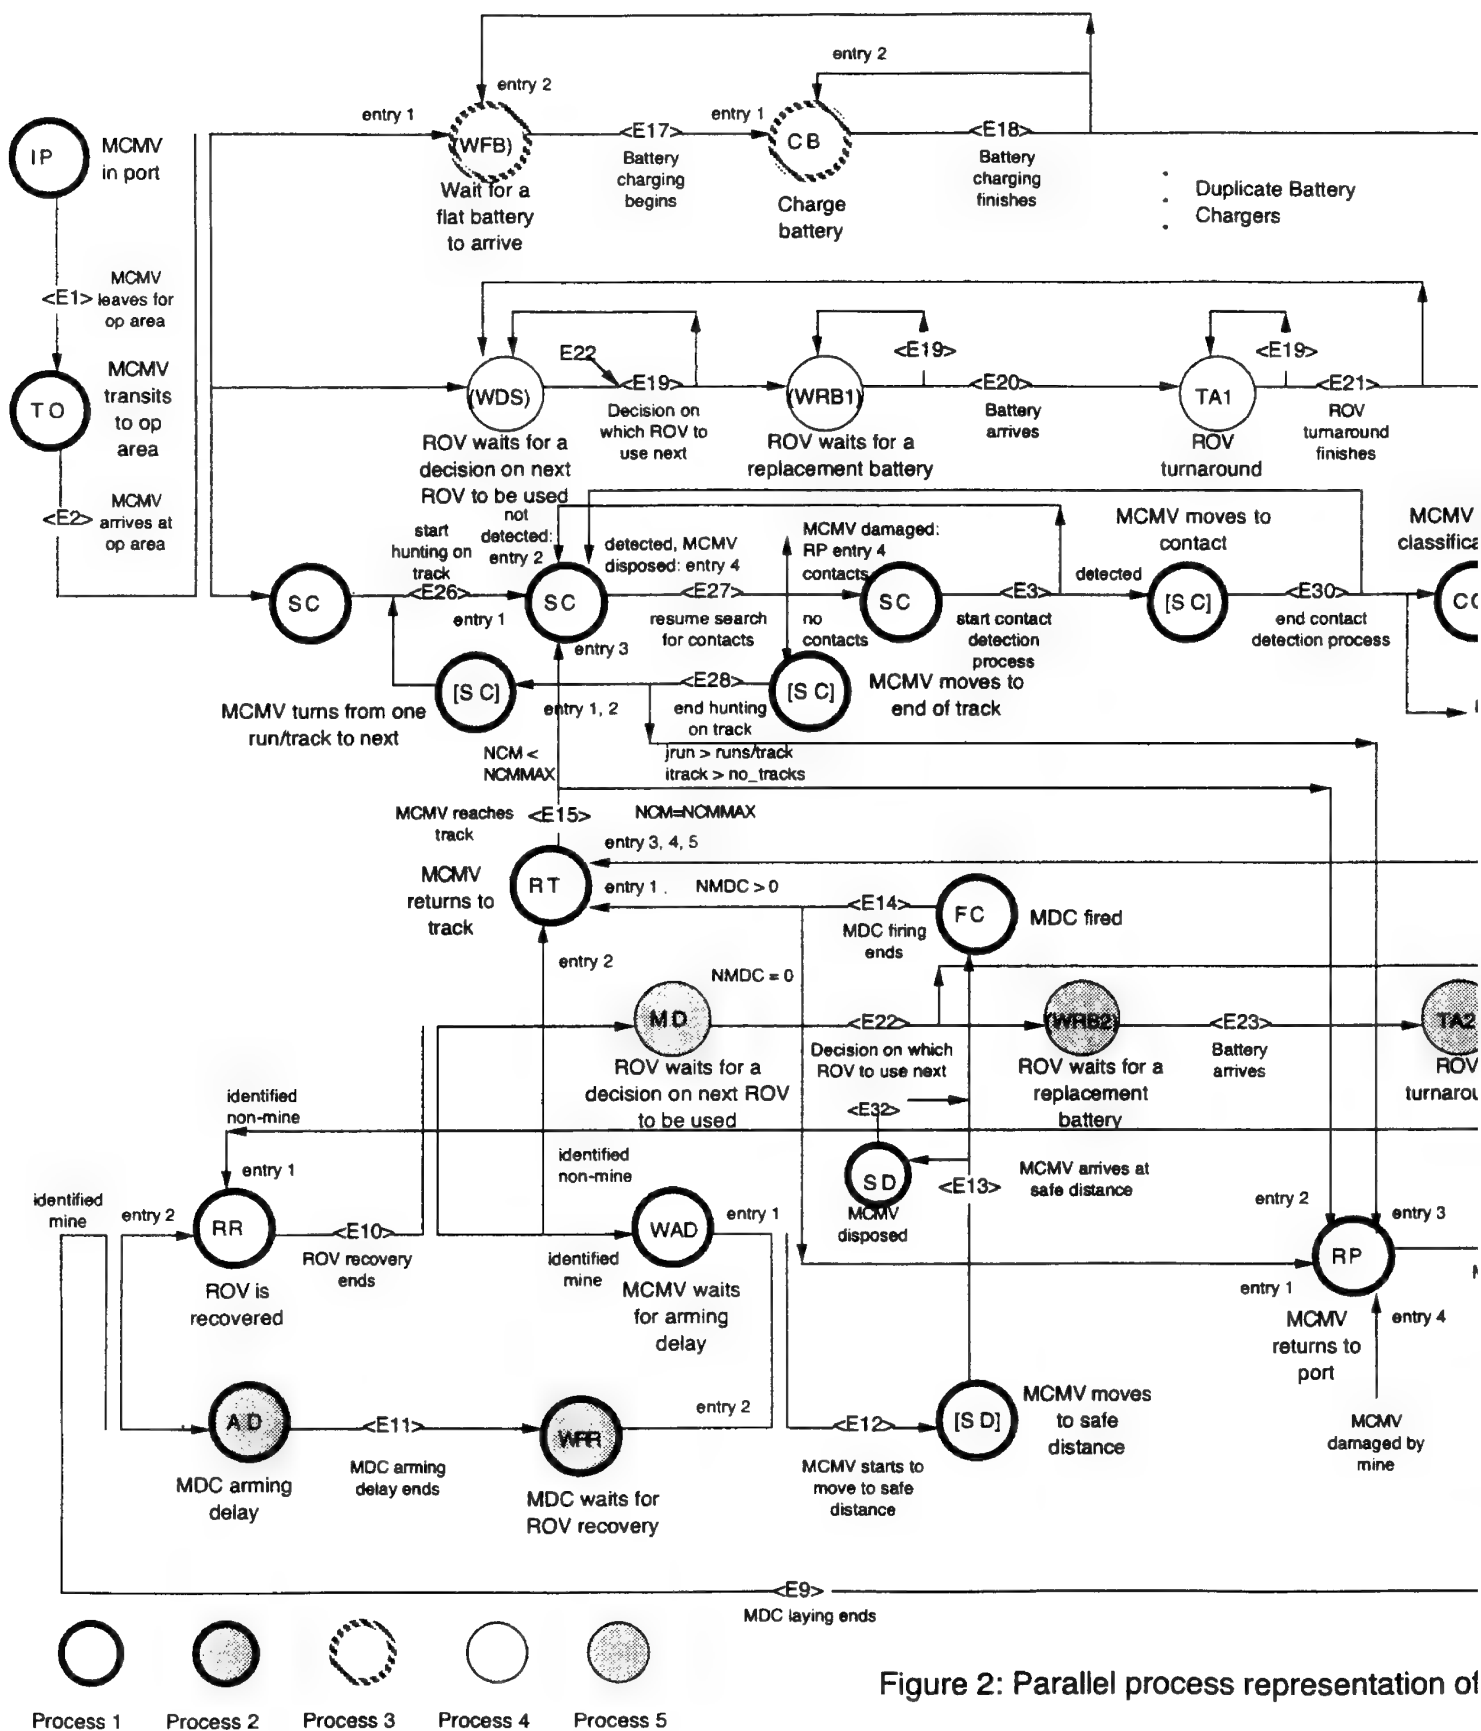 entry 2
entry 2
entry 1
(WFB)
<E17>
Battery
charging
begins
entry 1
CB
<E18>
Battery
charging
finishes
Wait for a
flat battery
to arrive
Charge
battery
Duplicate Battery
Chargers
IP
MCMV
in port
<E1>
MCMV
leaves for
op area
TO
MCMV
transits
to op
area
<E2>
MCMV
arrives at
op area
(WDS)
E22
<E19>
Decision on
which ROV to
use next
ROV waits for a
decision on next
ROV to be used
(WRB1)
<E19>
ROV waits for a
replacement battery
<E20>
Battery
arrives
TA1
<E19>
ROV
turnaround
<E21>
ROV
turnaround
finishes
SC
start
hunting on
track
<E26>
entry 1
not
detected:
entry 2
SC
entry 3
detected, MCMV
disposed: entry 4
<E27>
resume search
for contacts
MCMV damaged:
RP entry 4
contacts
no
contacts
SC
<E3>
start contact
detection
process
detected
MCMV moves to
contact
[SC]
<E30>
end contact
detection process
MCMV
classifica
[SC]
MCMV turns from one
run/track to next
entry 1, 2
<E28>
end hunting
on track
jrun > runs/track
itrack > no_tracks
[SC]
MCMV moves to
end of track
NCM <
NCMMAX
MCMV reaches
track
<E15>
NCM=NCMMAX
entry 3, 4, 5
MCMV
returns to
track
RT
entry 1
NMDC > 0
<E14>
MDC firing
ends
FC
MDC fired
entry 2
NMDC = 0
MD
ROV waits for a
decision on next ROV
to be used
<E22>
Decision on which
ROV to use next
(WRB2)
ROV waits for a
replacement
battery
<E23>
Battery
arrives
TA2
ROV
turnarou
identified
non-mine
entry 1
<E32>
SD
MCMV
disposed
<E13>
MCMV arrives at
safe distance
identified
mine
entry 2
RR
ROV is
recovered
<E10>
ROV recovery
ends
identified
non-mine
identified
mine
WAD
MCMV waits
for arming
delay
entry 1
entry 2
entry 3
RP
entry 1
MCMV
returns to
port
entry 4
MCMV
damaged by
mine
AD
MDC arming
delay
<E11>
MDC arming
delay ends
WRR
MDC waits for
ROV recovery
entry 2
<E12>
MCMV starts to
move to safe
distance
[SD]
MCMV moves
to safe
distance
<E9>
MDC laying ends
Process 1
Process 2
Process 3
Process 4
Process 5
Figure 2: Parallel process representation of